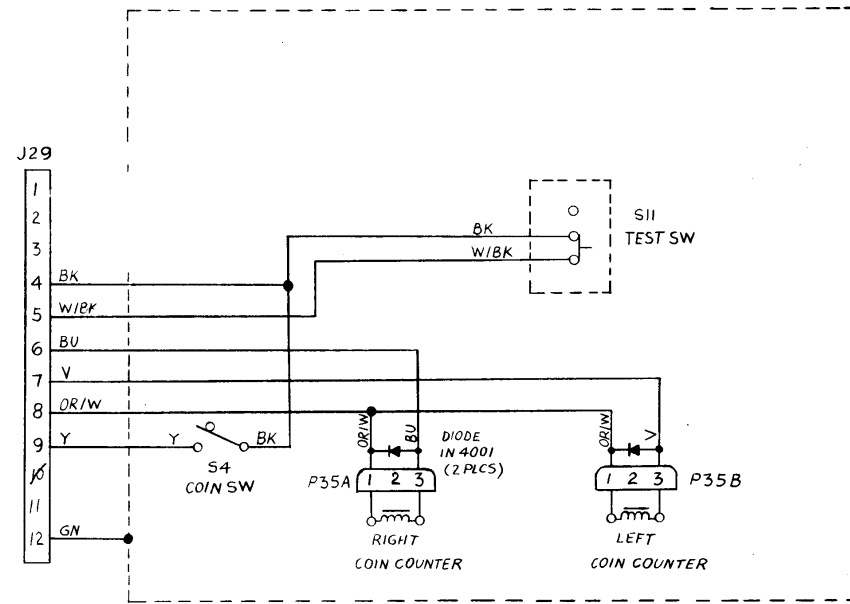 J29
1
2
3
4 BK
5 W/BK
6 BU
7 V
8 OR/W
9 Y
10
11
12 GN
BK
W/BK
S11
TEST SW
Y
BK
S4
COIN SW
OR/W
BU
DIODE
IN 4001
(2 PLCS)
P35A 1 2 3
RIGHT
COIN COUNTER
OR/W
V
1 2 3 P35B
LEFT
COIN COUNTER